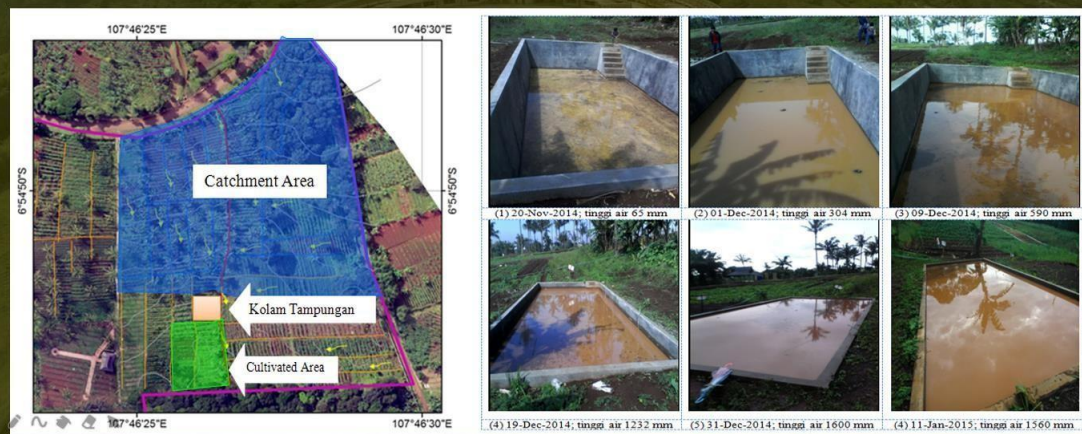 107°46'25"E
107°46'30"E
6°54'50"S
6°54'50"S
Catchment Area
Kolam Tampungan
Cultivated Area
107°46'25"E
107°46'30"E
(1) 20-Nov-2014; tinggi air 65 mm
(2) 01-Dec-2014; tinggi air 304 mm
(3) 09-Dec-2014; tinggi air 590 mm
(4) 19-Dec-2014; tinggi air 1232 mm
(5) 31-Dec-2014; tinggi air 1600 mm
(4) 11-Jan-2015; tinggi air 1560 mm